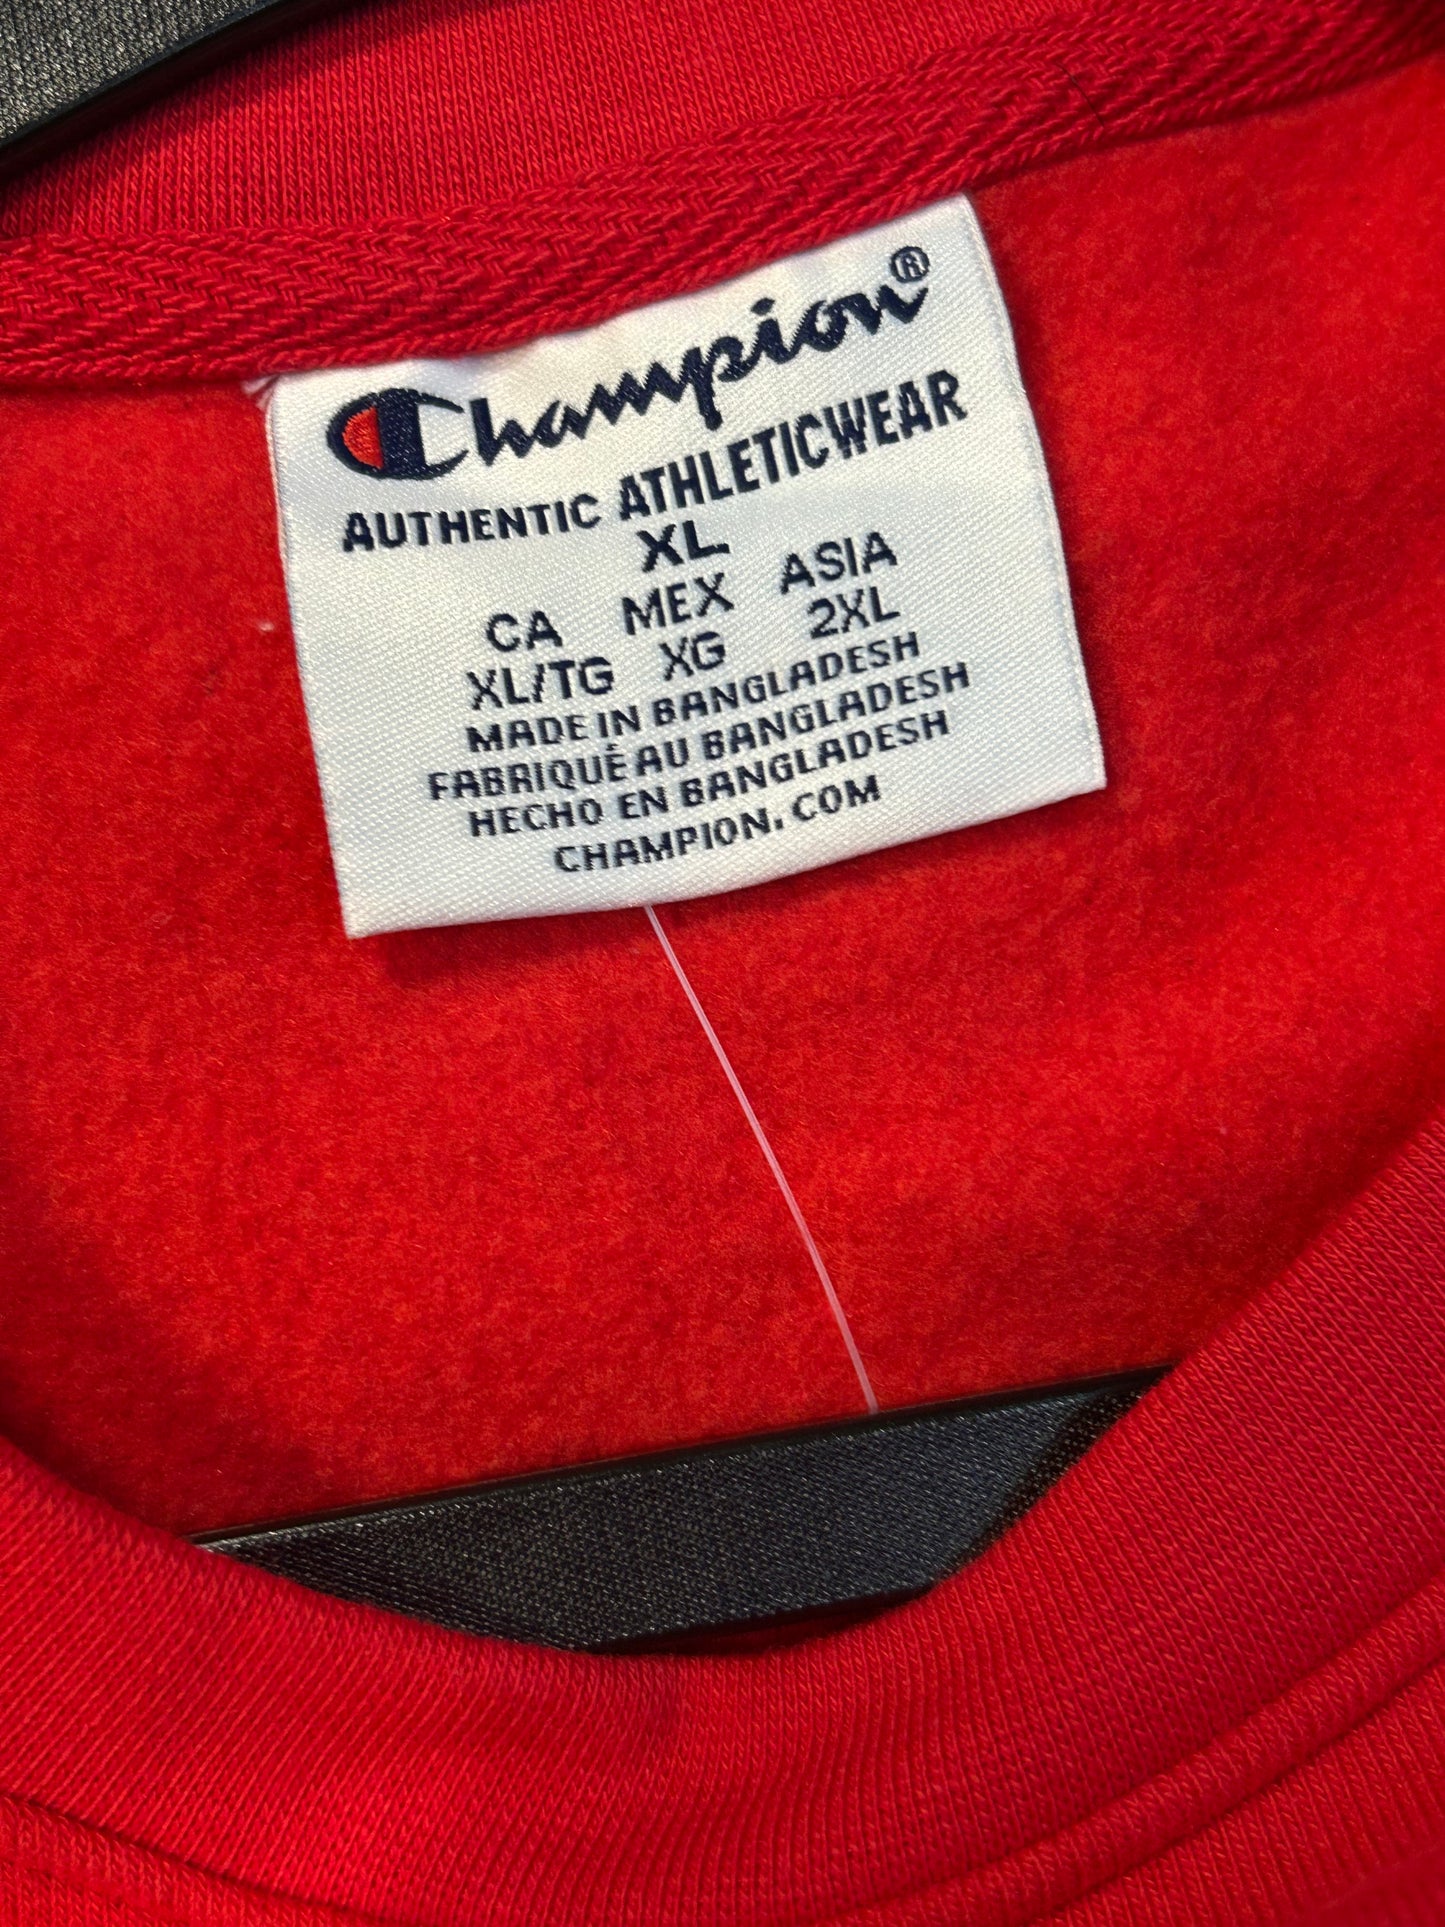 Champion®
AUTHENTIC ATHLETICWEAR
XL
CA MEX ASIA
XL/TG XG 2XL
MADE IN BANGLADESH
FABRIQUÉ AU BANGLADESH
HECHO EN BANGLADESH
CHAMPION.COM